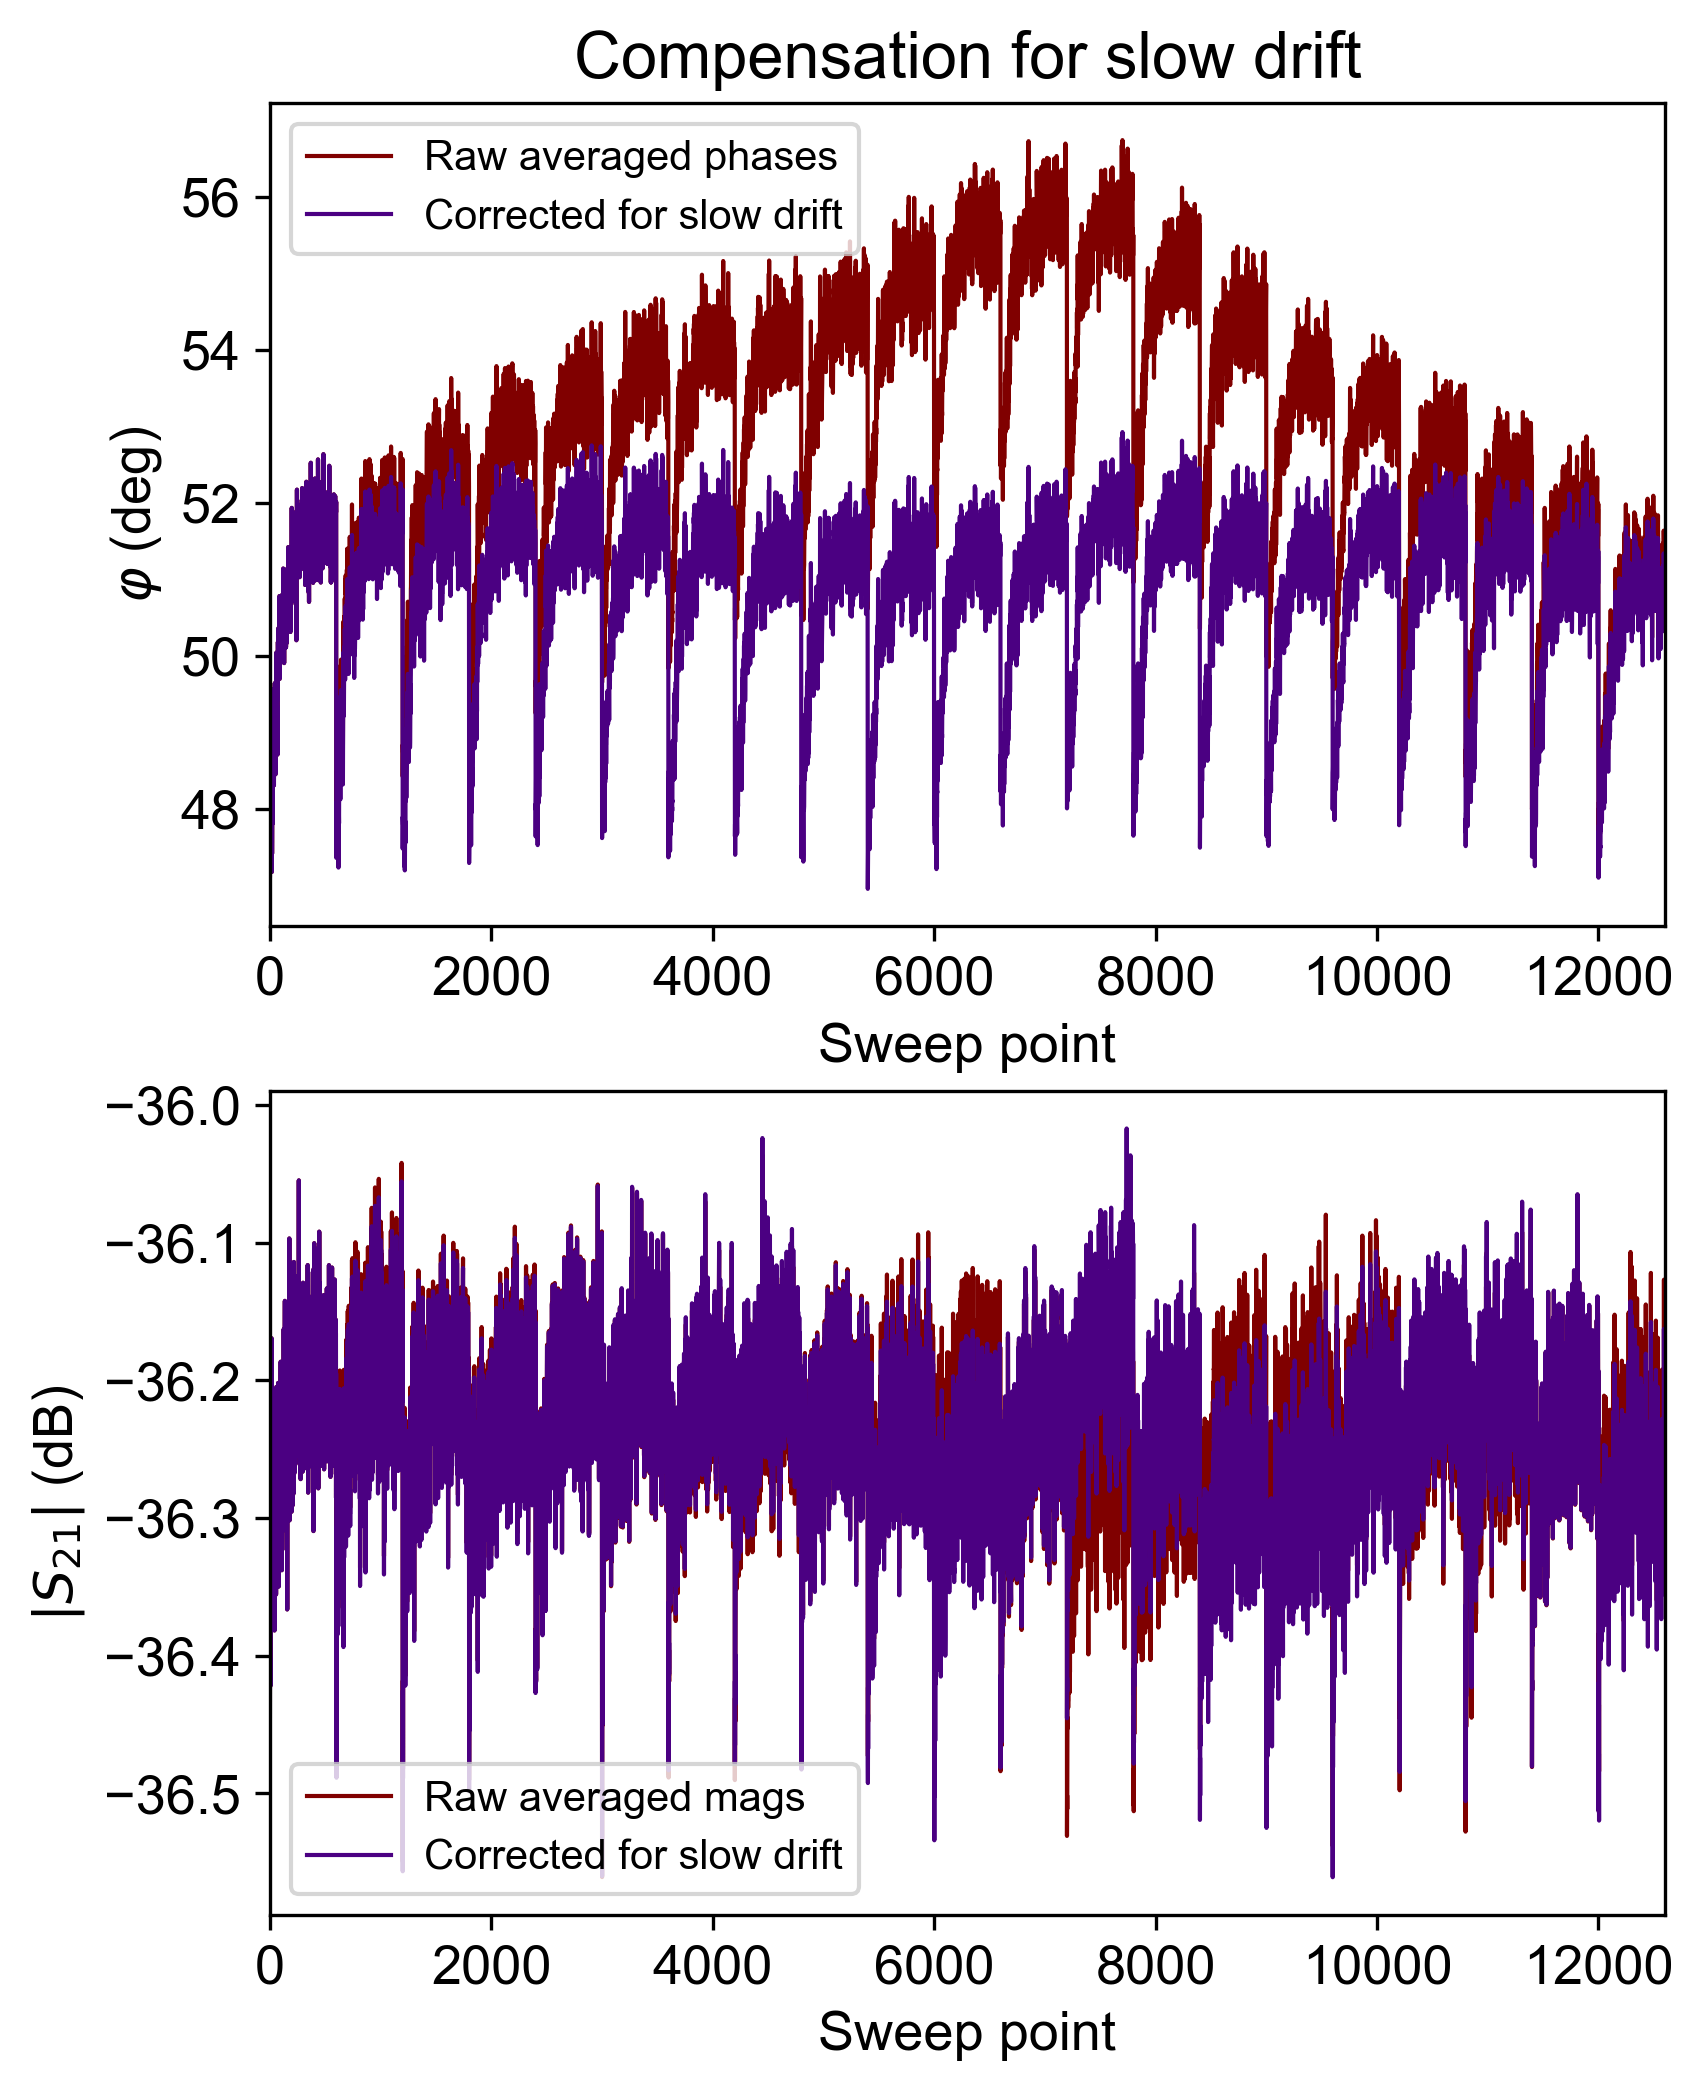 Compensation for slow drift
Raw averaged phases
Corrected for slow drift
56
54
52
50
48
φ (deg)
0 2000 4000 6000 8000 10000 12000
Sweep point
−36.0
−36.1
−36.2
−36.3
−36.4
−36.5
|S₂₁| (dB)
Raw averaged mags
Corrected for slow drift
0 2000 4000 6000 8000 10000 12000
Sweep point